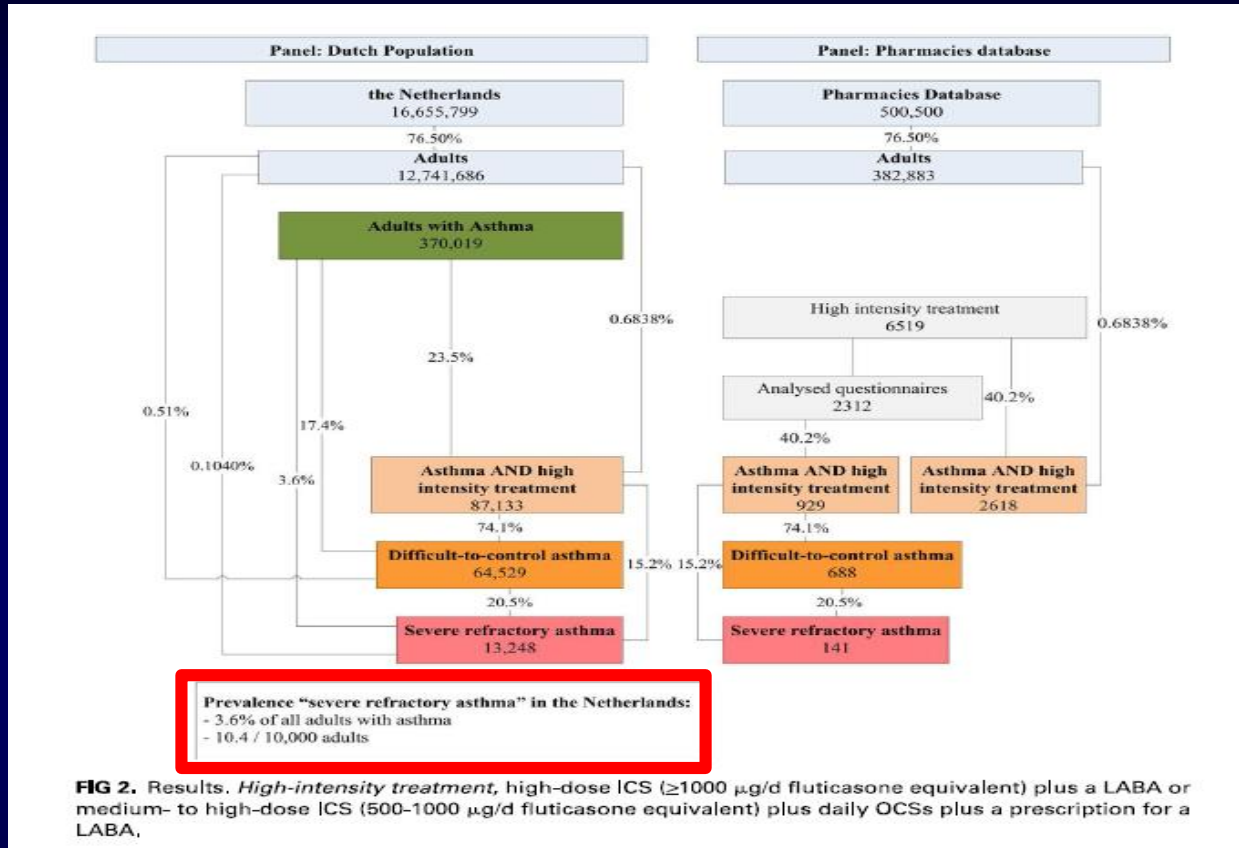 Panel: Dutch Population
Panel: Pharmacies database
the Netherlands
16,655,799
Pharmacies Database
500,500
76.50%
76.50%
Adults
12,741,686
Adults
382,883
Adults with Asthma
370,019
High intensity treatment
6519
0.6838%
0.6838%
23.5%
Analysed questionnaires
2312
40.2%
0.51%
17.4%
40.2%
0.1040%
3.6%
Asthma AND high
intensity treatment
87,133
Asthma AND high
intensity treatment
929
Asthma AND high
intensity treatment
2618
74.1%
74.1%
Difficult-to-control asthma
64,529
15.2%
15.2%
Difficult-to-control asthma
688
20.5%
20.5%
Severe refractory asthma
13,248
Severe refractory asthma
141
Prevalence “severe refractory asthma” in the Netherlands:
- 3.6% of all adults with asthma
- 10.4 / 10,000 adults
FIG 2. Results. High-intensity treatment, high-dose ICS (≥1000 μg/d fluticasone equivalent) plus a LABA or
medium- to high-dose ICS (500-1000 μg/d fluticasone equivalent) plus daily OCSs plus a prescription for a
LABA,